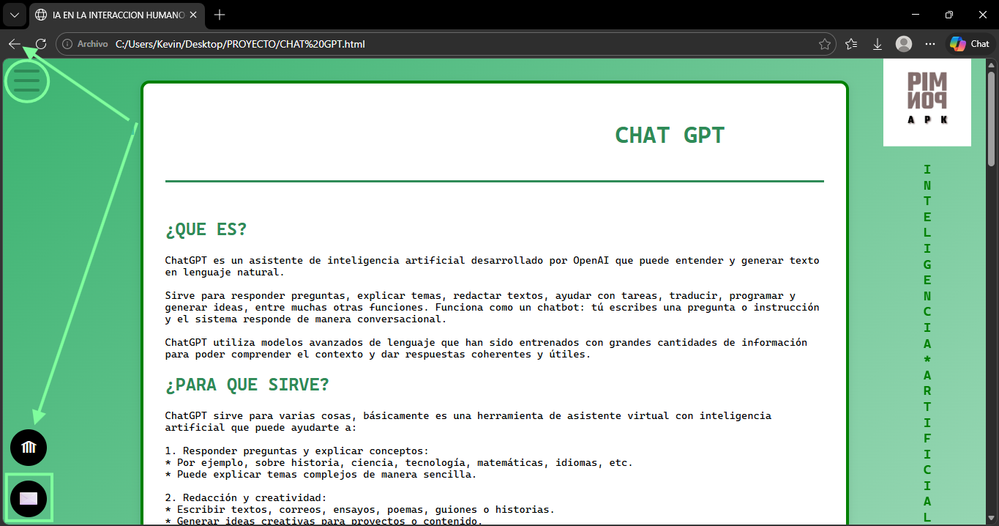 IA EN LA INTERACCION HUMANO
Archivo C:/Users/Kevin/Desktop/PROYECTO/CHAT%20GPT.html
Chat
PIM
PON
APK
CHAT GPT
¿QUE ES?
ChatGPT es un asistente de inteligencia artificial desarrollado por OpenAI que puede entender y generar texto
en lenguaje natural.
Sirve para responder preguntas, explicar temas, redactar textos, ayudar con tareas, traducir, programar y
generar ideas, entre muchas otras funciones. Funciona como un chatbot: tú escribes una pregunta o instrucción
y el sistema responde de manera conversacional.
ChatGPT utiliza modelos avanzados de lenguaje que han sido entrenados con grandes cantidades de información
para poder comprender el contexto y dar respuestas coherentes y útiles.
¿PARA QUE SIRVE?
ChatGPT sirve para varias cosas, básicamente es una herramienta de asistente virtual con inteligencia
artificial que puede ayudarte a:
1. Responder preguntas y explicar conceptos:
* Por ejemplo, sobre historia, ciencia, tecnología, matemáticas, idiomas, etc.
* Puede explicar temas complejos de manera sencilla.
2. Redacción y creatividad:
* Escribir textos, correos, ensayos, poemas, guiones o historias.
* Generar ideas creativas para proyectos o contenido.
INTELIGENCIA*ARTIFICIAL